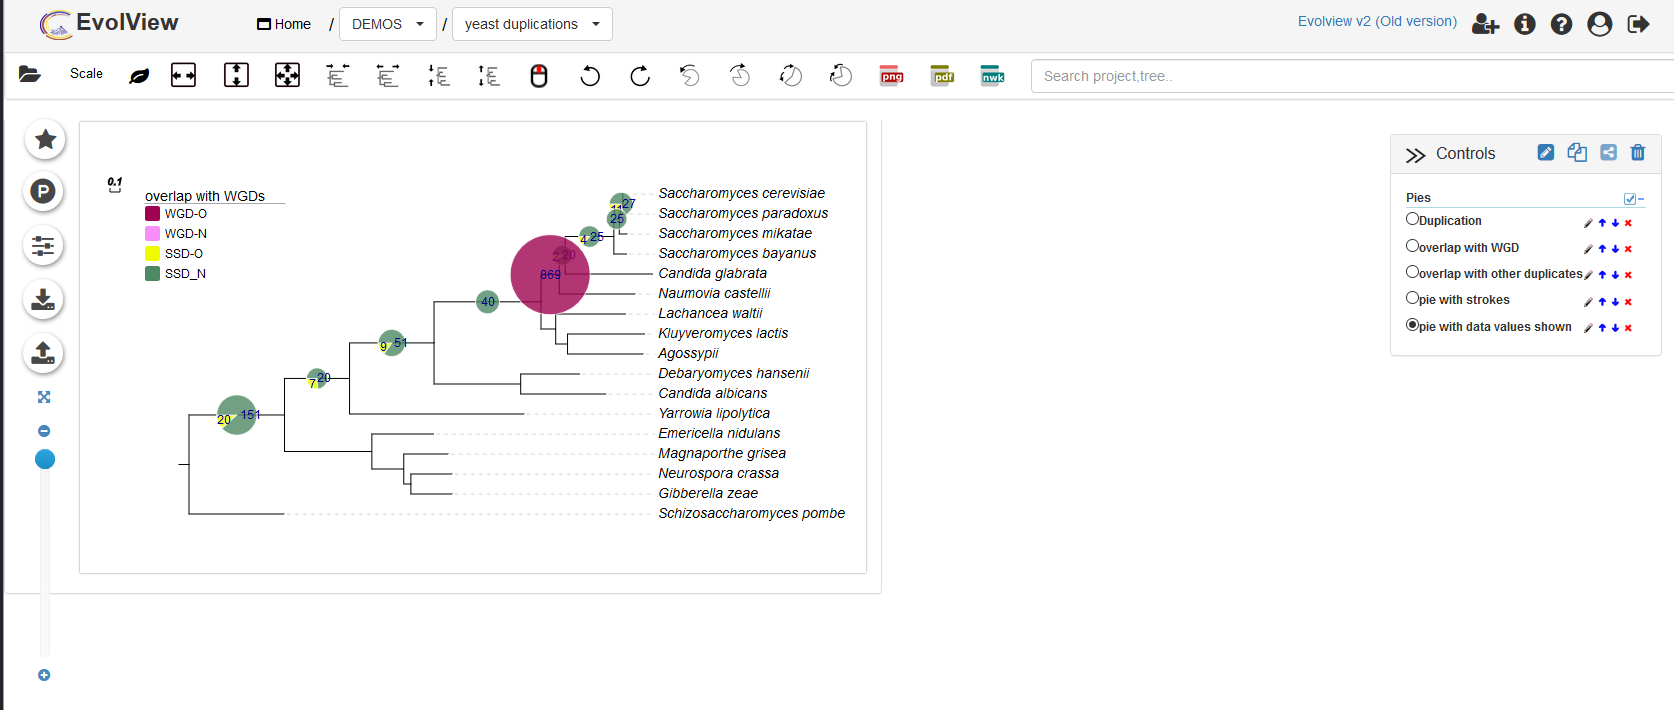 EvolView
Home / DEMOS / yeast duplications
Evolview v2 (Old version)
Scale
png
pdf
nwk
Search project,tree..
P
Controls
Pies
Duplication
overlap with WGD
overlap with other duplicates
pie with strokes
pie with data values shown
0.1
overlap with WGDs
WGD-O
WGD-N
SSD-O
SSD_N
Saccharomyces cerevisiae
Saccharomyces paradoxus
Saccharomyces mikatae
Saccharomyces bayanus
Candida glabrata
Naumovia castellii
Lachancea waltii
Kluyveromyces lactis
Agossypii
Debaryomyces hansenii
Candida albicans
Yarrowia lipolytica
Emericella nidulans
Magnaporthe grisea
Neurospora crassa
Gibberella zeae
Schizosaccharomyces pombe
27
25
4 25
2 20
869
40
9 51
7 20
20 151